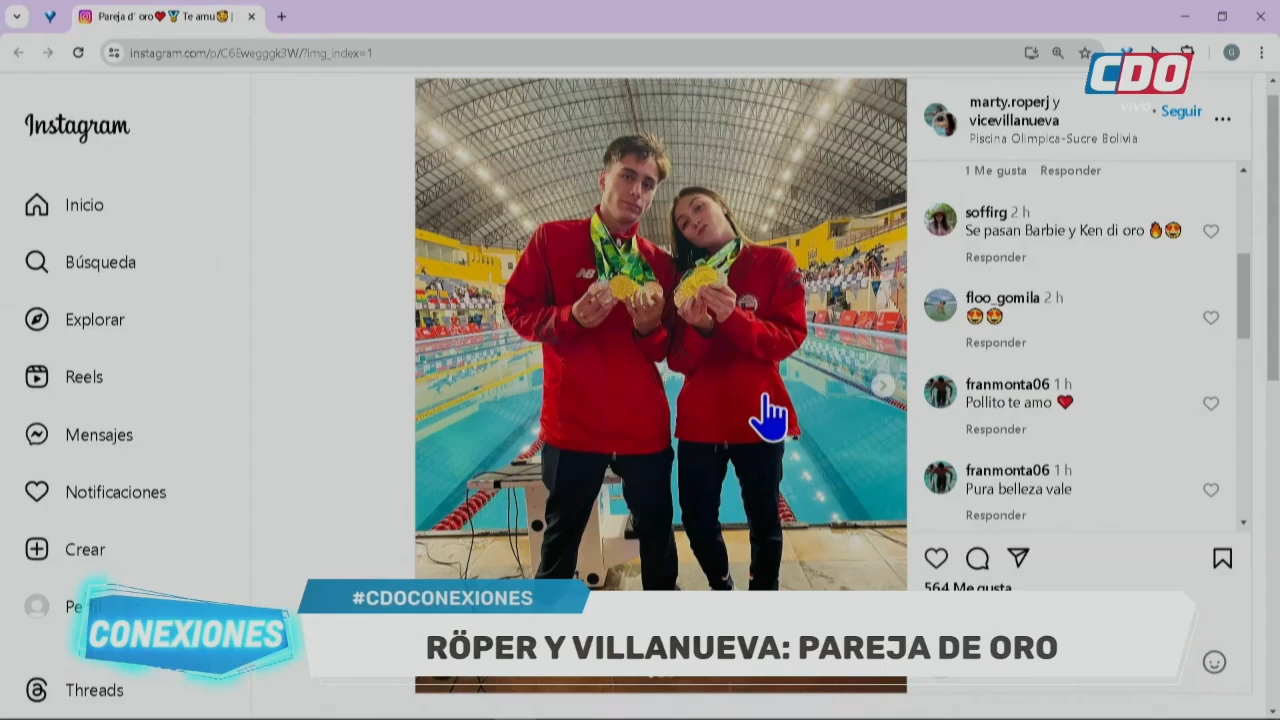 Pareja d´ oro❤️🏅 Te amu🥰 |
instagram.com/p/C6Ewegggk3W/?img_index=1
G
CDO
VIVO
Instagram
Inicio
Búsqueda
Explorar
Reels
Mensajes
Notificaciones
Crear
Threads
NB
marty.roperj y
vicevillanueva
• Seguir
Piscina Olimpica-Sucre Bolivia
1 Me gusta Responder
soffirg 2 h
Se pasan Barbie y Ken di oro 🔥😍
Responder
floo_gomila 2 h
😍😍
Responder
franmonta06 1 h
Pollito te amo ❤️
Responder
franmonta06 1 h
Pura belleza vale
Responder
564 Me gusta
#CDOCONEXIONES
CONEXIONES
RÖPER Y VILLANUEVA: PAREJA DE ORO